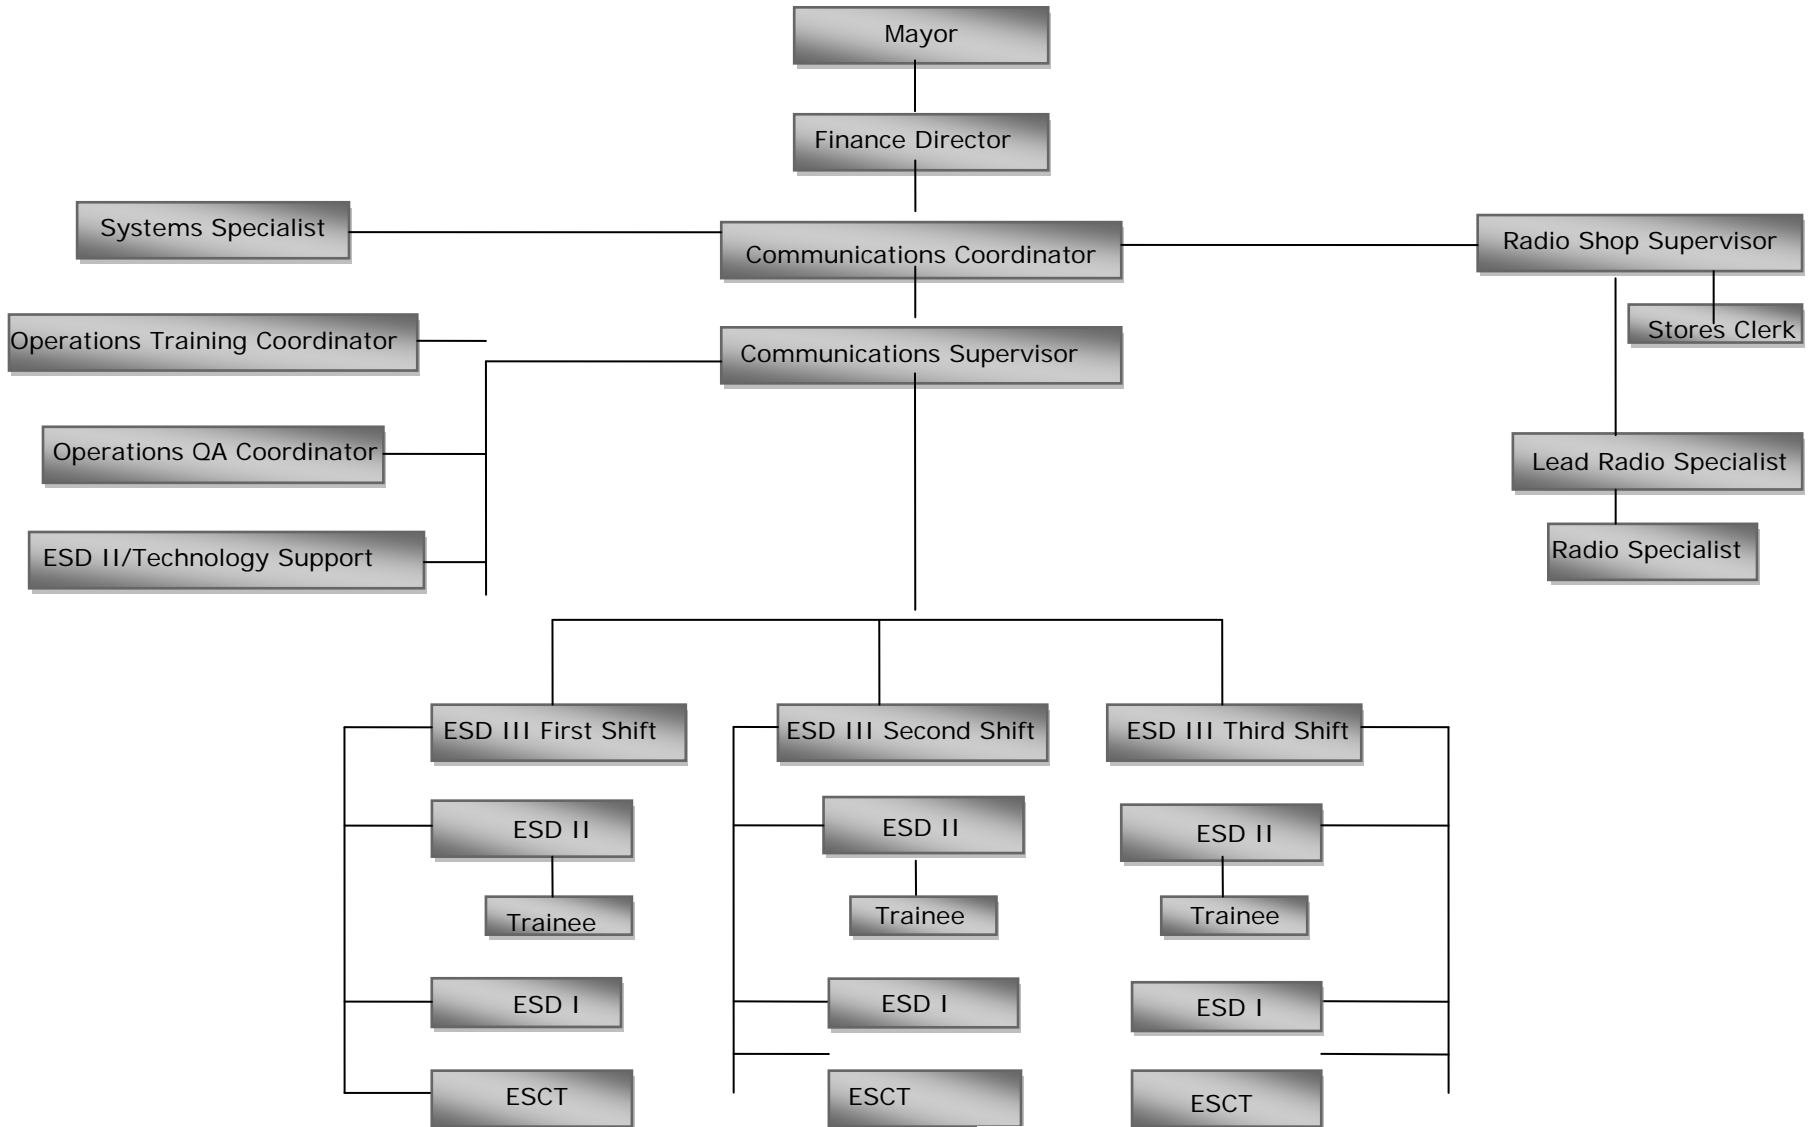 Mayor
Finance Director
Systems Specialist
Communications Coordinator
Radio Shop Supervisor
Stores Clerk
Operations Training Coordinator
Communications Supervisor
Operations QA Coordinator
Lead Radio Specialist
ESD II/Technology Support
Radio Specialist
ESD III First Shift
ESD III Second Shift
ESD III Third Shift
ESD II
ESD II
ESD II
Trainee
Trainee
Trainee
ESD I
ESD I
ESD I
ESCT
ESCT
ESCT